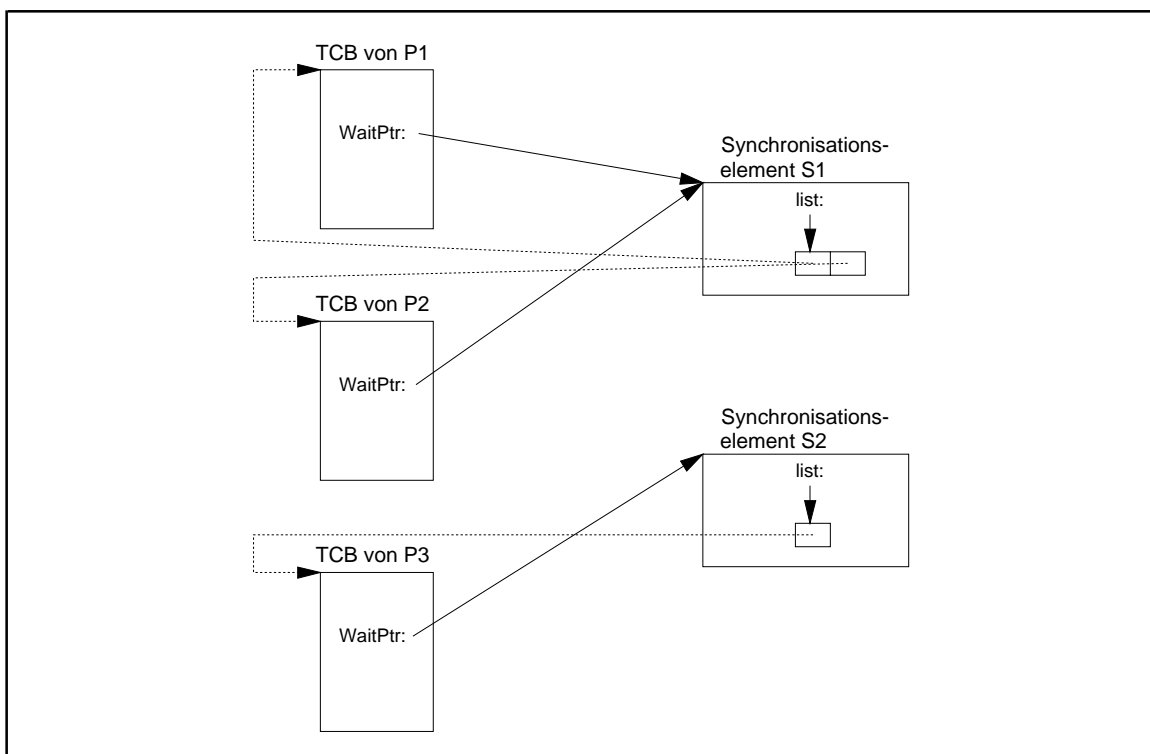 TCB von P1
WaitPtr:
Synchronisations-
element S1
list:
TCB von P2
WaitPtr:
Synchronisations-
element S2
list:
TCB von P3
WaitPtr: